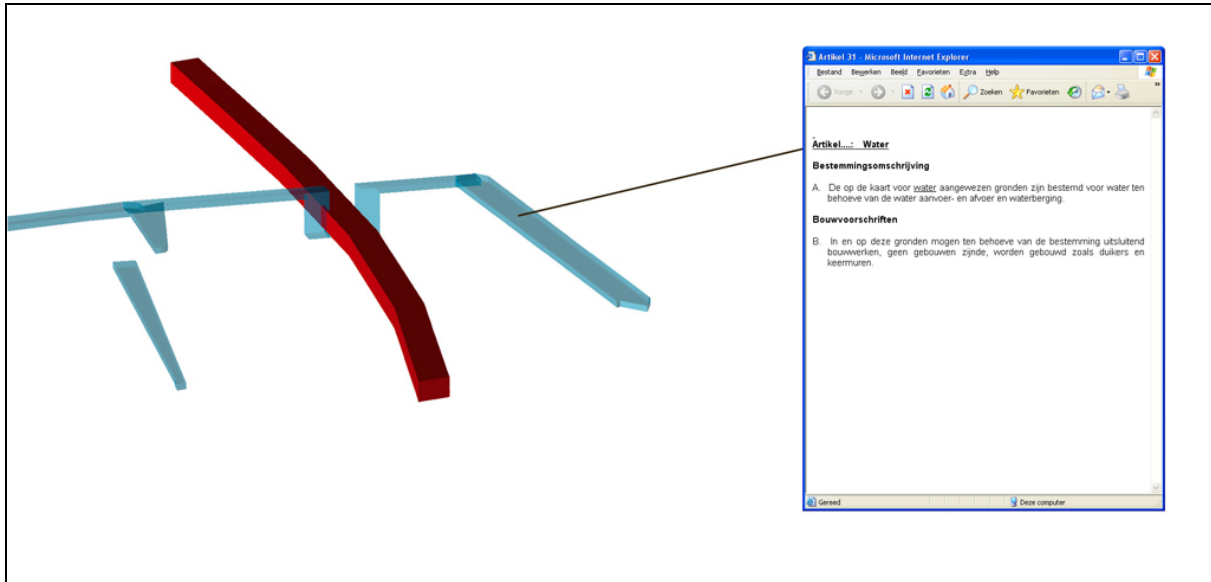 Artikel 31 - Microsoft Internet Explorer
Bestand Bewerken Beeld Favorieten Extra Help
Vorige Zoeken Favorieten »
Artikel....: Water
Bestemmingsomschrijving
A. De op de kaart voor water aangewezen gronden zijn bestemd voor water ten
behoeve van de water aanvoer- en afvoer en waterberging.
Bouwvoorschriften
B. In en op deze gronden mogen ten behoeve van de bestemming uitsluitend
bouwwerken, geen gebouwen zijnde, worden gebouwd zoals duikers en
keermuren.
Gereed Deze computer